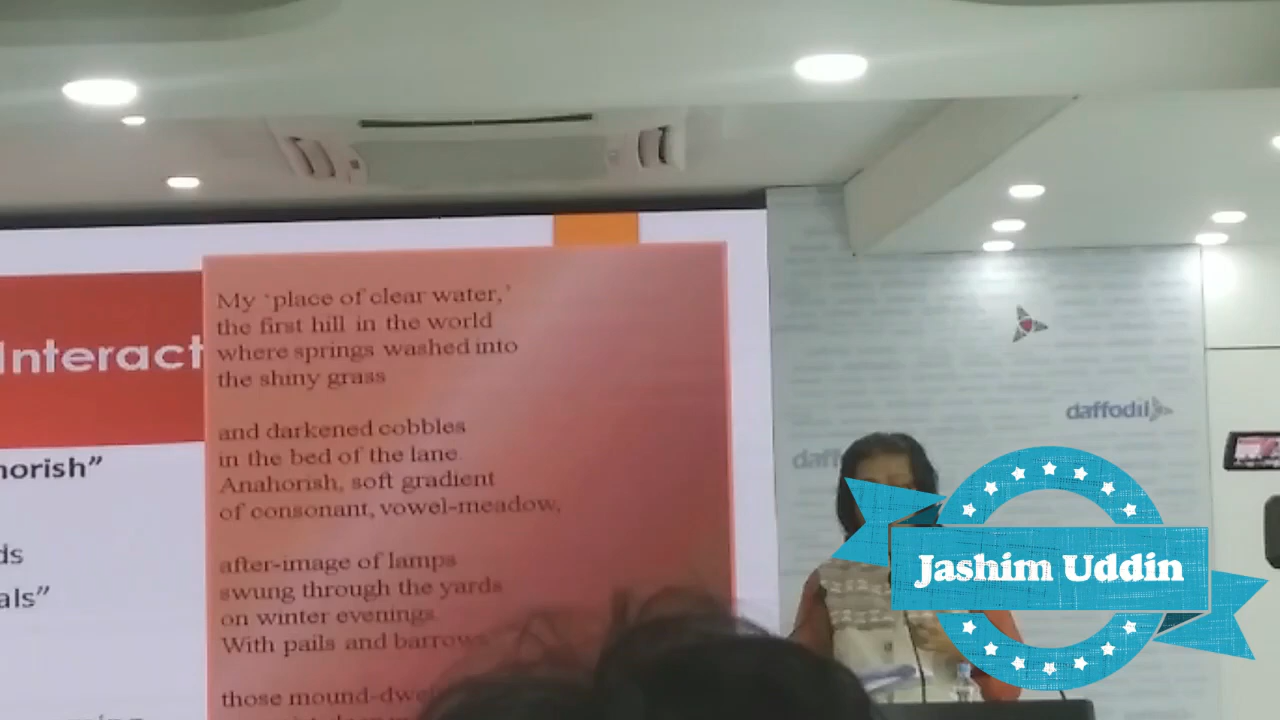 Interact
horish”
ds
als”
My ‘place of clear water,’
the first hill in the world
where springs washed into
the shiny grass
and darkened cobbles
in the bed of the lane
Anahorish, soft gradient
of consonant, vowel-meadow,
after-image of lamps
swung through the yards
on winter evenings
With pails and barrows
those mound-dwe
daffodil
daff
Jashim Uddin